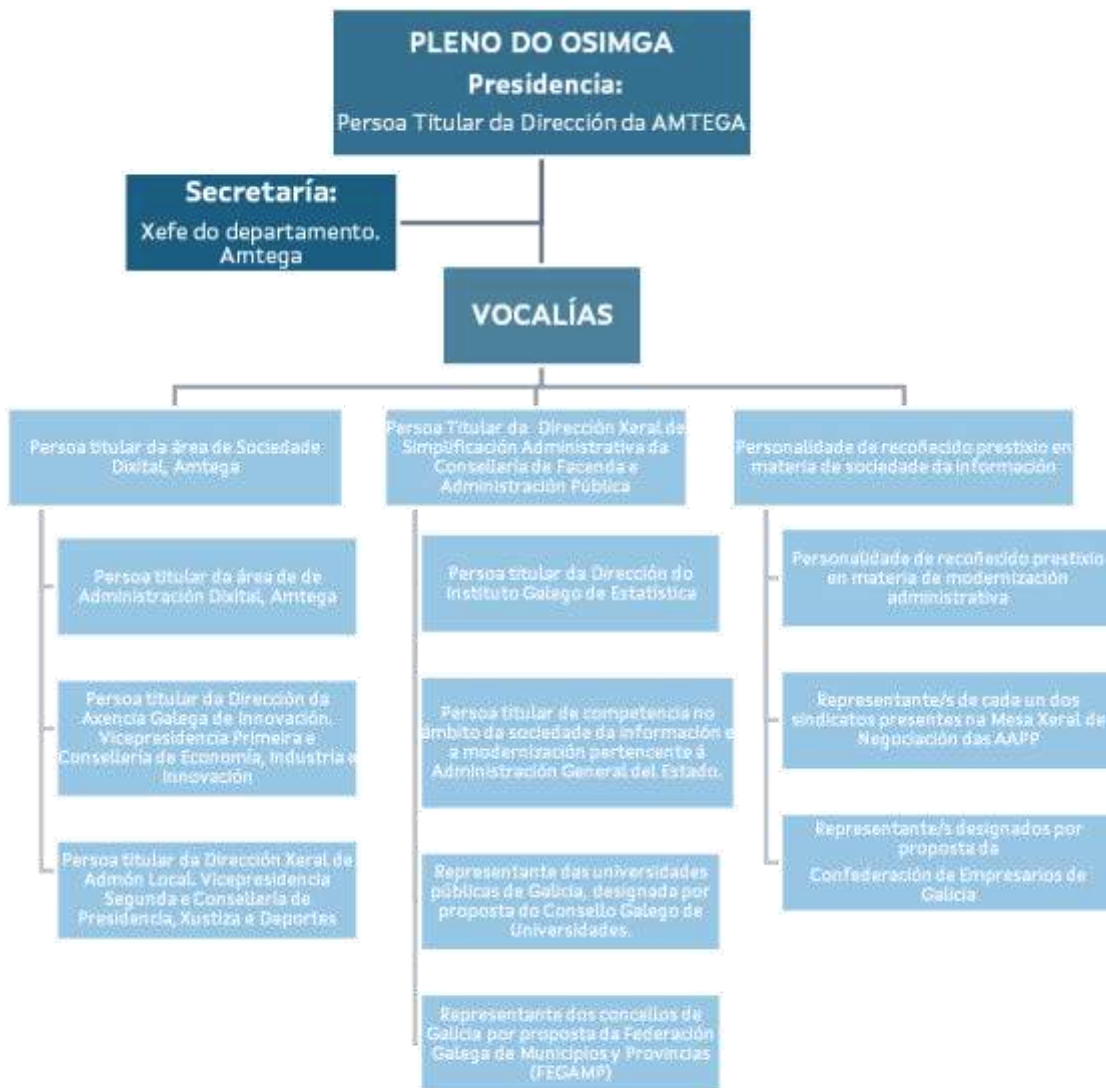 PLENO DO OSIMGA
Presidencia:
Persoa Titular da Dirección da AMTEGA
Secretaría:
Xefe do departamento.
Amtega
VOCALÍAS
Persoa titular da área de Sociedade
Dixital, Amtega
Persoa titular da área de de
Administración Dixital, Amtega
Persoa titular da Dirección da
Axencia Galega de Innovación.
Vicepresidencia Primeira e
Consellería de Economía, Industria e
Innovación
Persoa titular da Dirección Xeral de
Admón Local. Vicepresidencia
Segunda e Consellería de
Presidencia, Xustiza e Deportes
Persoa Titular da Dirección Xeral de
Simplificación Administrativa da
Consellería de Facenda e
Administración Pública
Persoa titular da Dirección do
Instituto Galego de Estatística
Persoa titular de competencia no
ámbito da sociedade da información e
a modernización pertencente á
Administración General del Estado.
Representante das universidades
públicas de Galicia, designada por
proposta do Consello Galego de
Universidades.
Representante dos concellos de
Galicia por proposta da Federación
Galega de Municipios y Provincias
(FEGAMP)
Personalidade de recoñecido prestixio en
materia de sociedade da información
Personalidade de recoñecido prestixio
en materia de modernización
administrativa
Representante/s de cada un dos
sindicatos presentes na Mesa Xeral de
Negociación das AAPP
Representante/s designados por
proposta da
Confederación de Empresarios de
Galicia